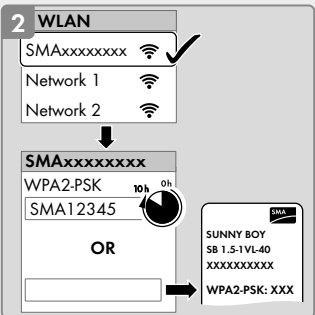 2 WLAN
SMAxxxxxxxx
Network 1
Network 2
SMAxxxxxxxx
WPA2-PSK
10h 0h
SMA12345
OR
SMA
SUNNY BOY
SB 1.5-1VL-40
XXXXXXXXXX
WPA2-PSK: XXX